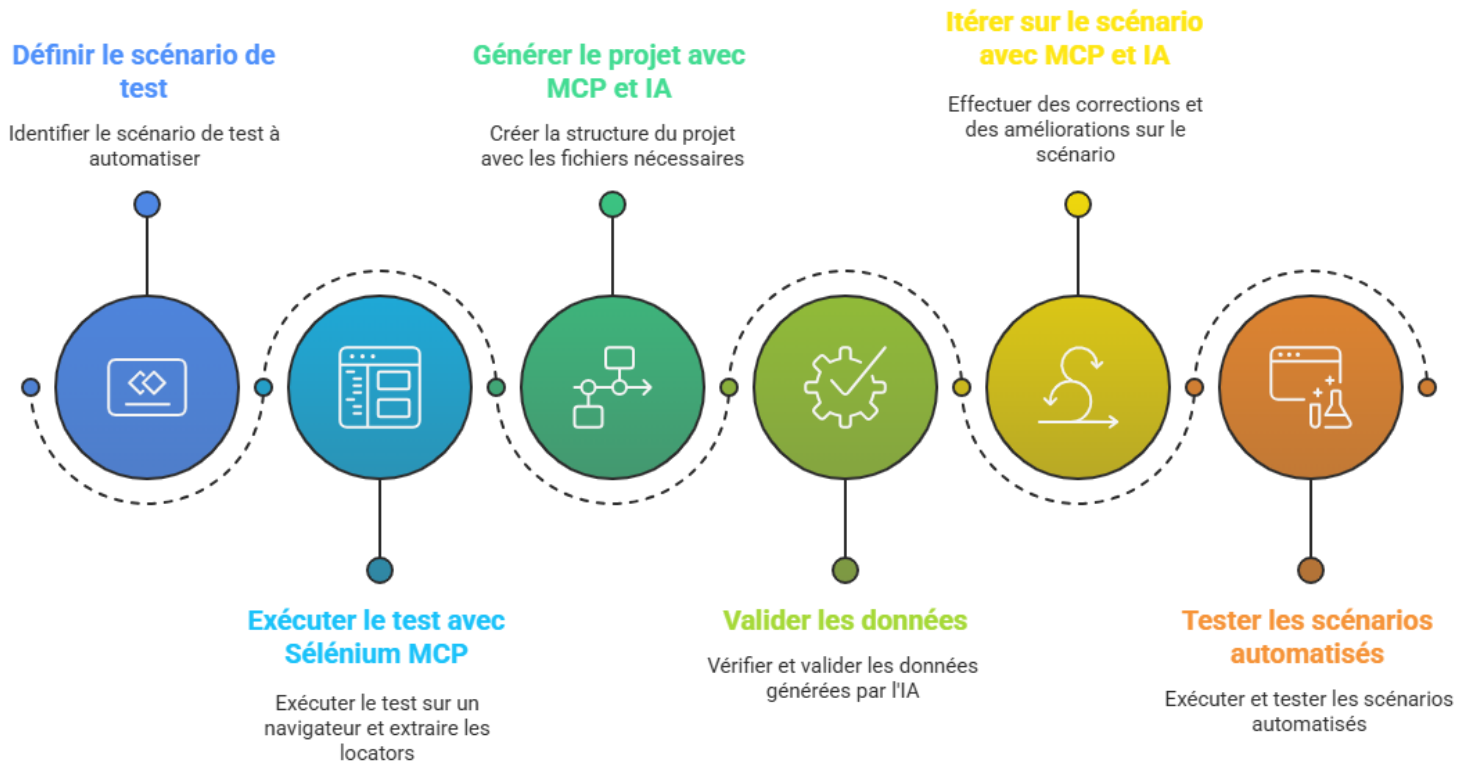 Définir le scénario de
test
Identifier le scénario de test à
automatiser
Exécuter le test avec
Sélénium MCP
Exécuter le test sur un
navigateur et extraire les
locators
Générer le projet avec
MCP et IA
Créer la structure du projet
avec les fichiers nécessaires
Valider les données
Vérifier et valider les données
générées par l'IA
Itérer sur le scénario
avec MCP et IA
Effectuer des corrections et
des améliorations sur le
scénario
Tester les scénarios
automatisés
Exécuter et tester les scénarios
automatisés